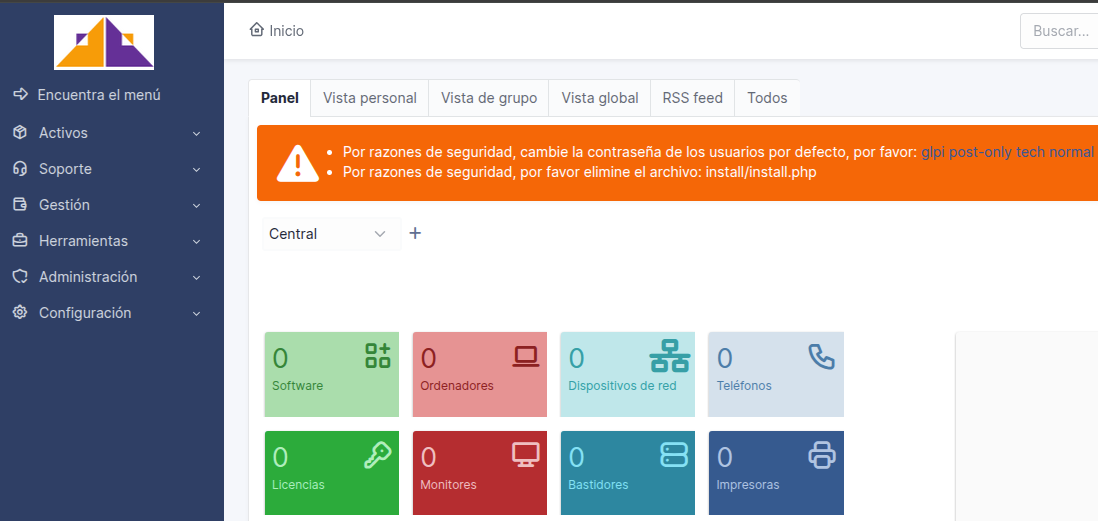 Inicio
Buscar...
Encuentra el menú
Activos
Soporte
Gestión
Herramientas
Administración
Configuración
Panel
Vista personal
Vista de grupo
Vista global
RSS feed
Todos
Por razones de seguridad, cambie la contraseña de los usuarios por defecto, por favor: glpi post-only tech normal
Por razones de seguridad, por favor elimine el archivo: install/install.php
Central
0
Software
0
Ordenadores
0
Dispositivos de red
0
Teléfonos
0
Licencias
0
Monitores
0
Bastidores
0
Impresoras